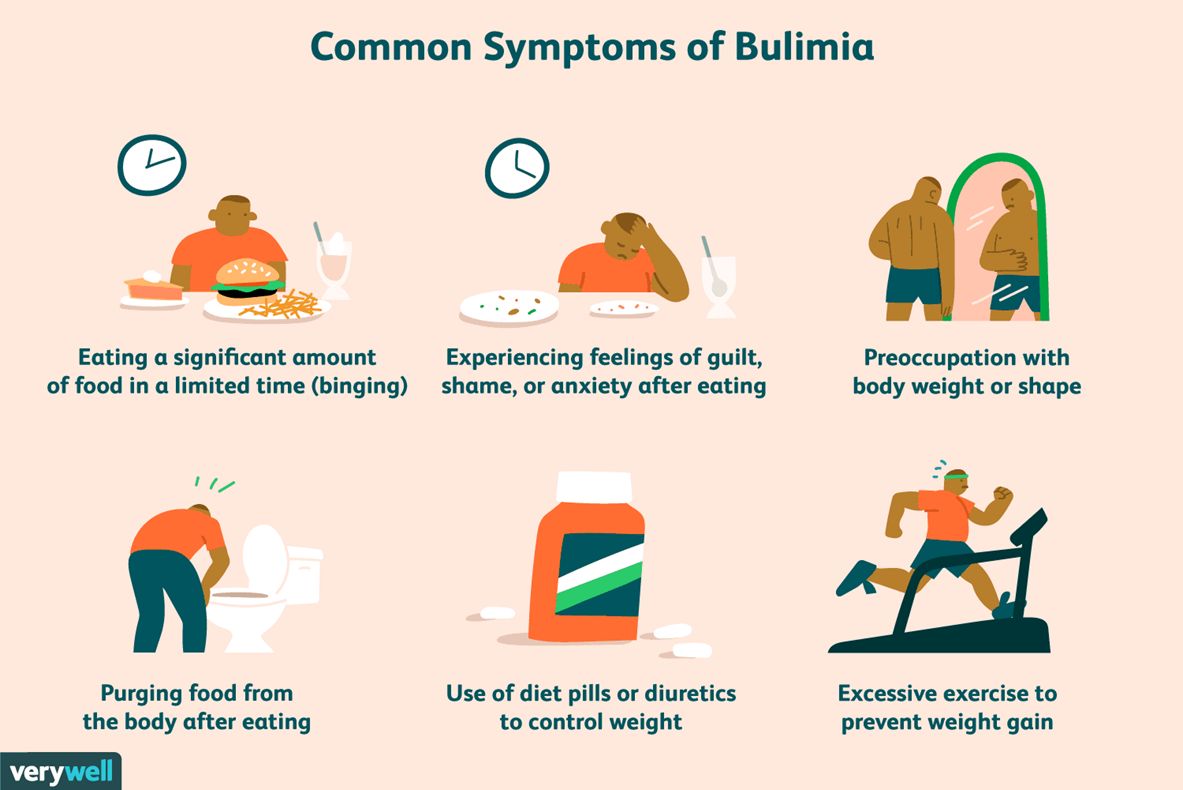 Common Symptoms of Bulimia
Eating a significant amount
of food in a limited time (binging)
Experiencing feelings of guilt,
shame, or anxiety after eating
Preoccupation with
body weight or shape
Purging food from
the body after eating
Use of diet pills or diuretics
to control weight
Excessive exercise to
prevent weight gain
verywell